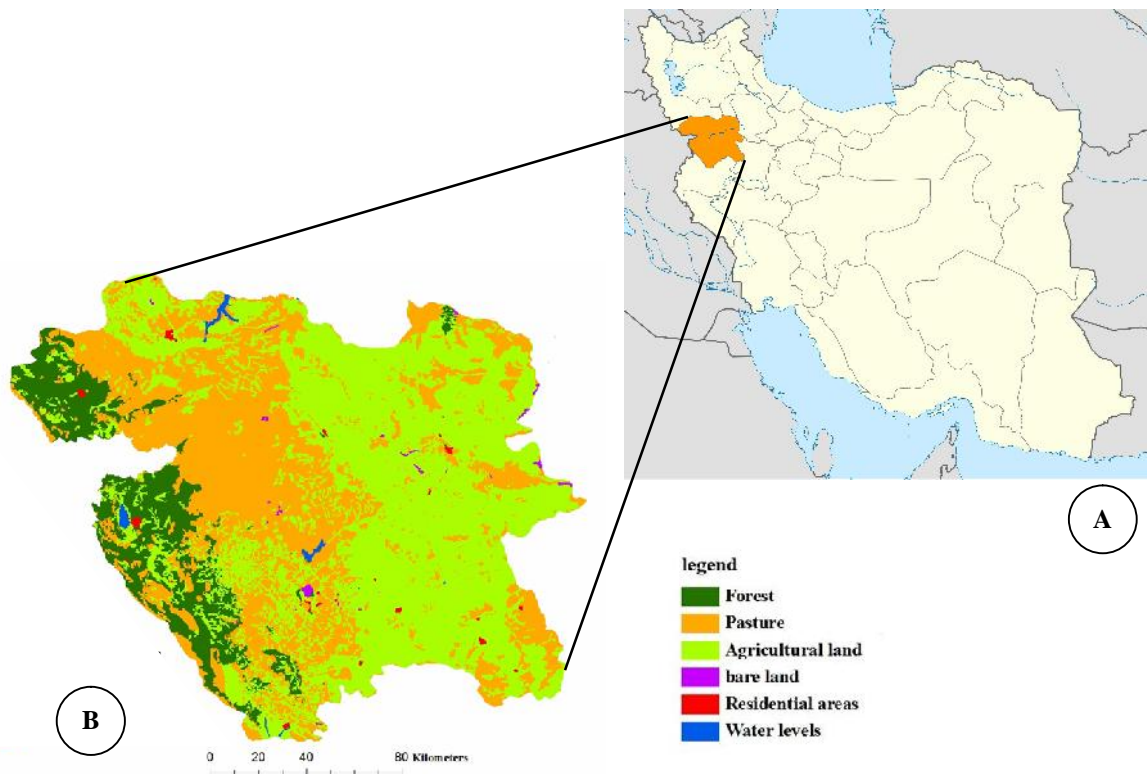 A
legend
Forest
Pasture
Agricultural land
bare land
Residential areas
Water levels
B
0 20 40 80 Kilometers